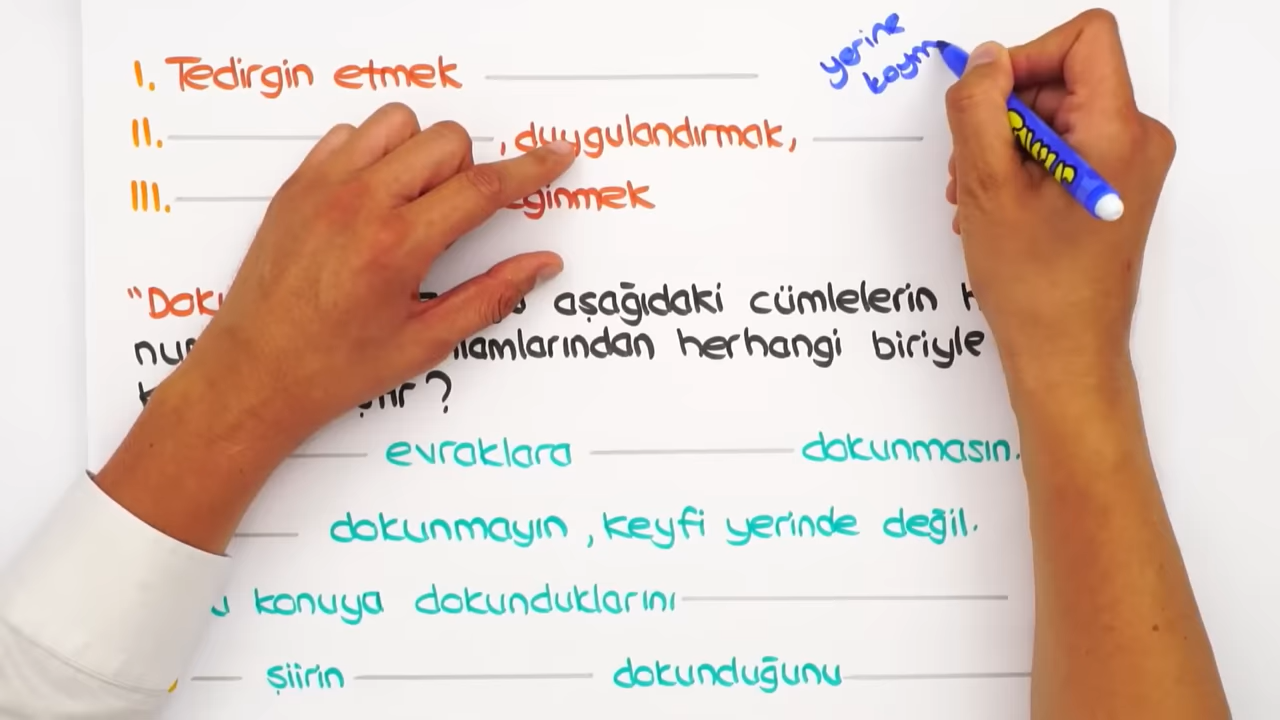 I. Tedirgin etmek
yerine
koym
II. , duygulandırmak,
III. eğinmek
"Dok aşağıdaki cümlelerin
nu lamlarından herhangi biriyle
?
evraklara dokunmasın.
dokunmayın, keyfi yerinde değil.
konuya dokunduklarını
şiirin dokunduğunu